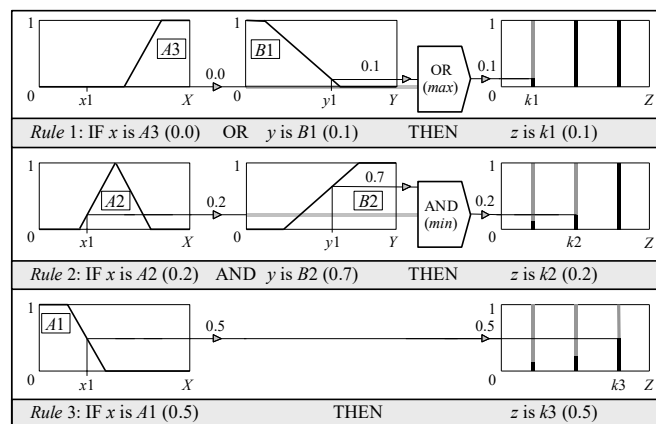 1 A3 1 B1 1
0.0 0.1 OR (max) 0.1
0 x1 X 0 y1 Y 0 k1 Z
Rule 1: IF x is A3 (0.0) OR y is B1 (0.1) THEN z is k1 (0.1)
1 A2 1 0.7 1
0.2 B2 AND (min) 0.2
0 x1 X 0 y1 Y 0 k2 Z
Rule 2: IF x is A2 (0.2) AND y is B2 (0.7) THEN z is k2 (0.2)
1 A1 1
0.5 0.5
0 x1 X 0 k3 Z
Rule 3: IF x is A1 (0.5) THEN z is k3 (0.5)